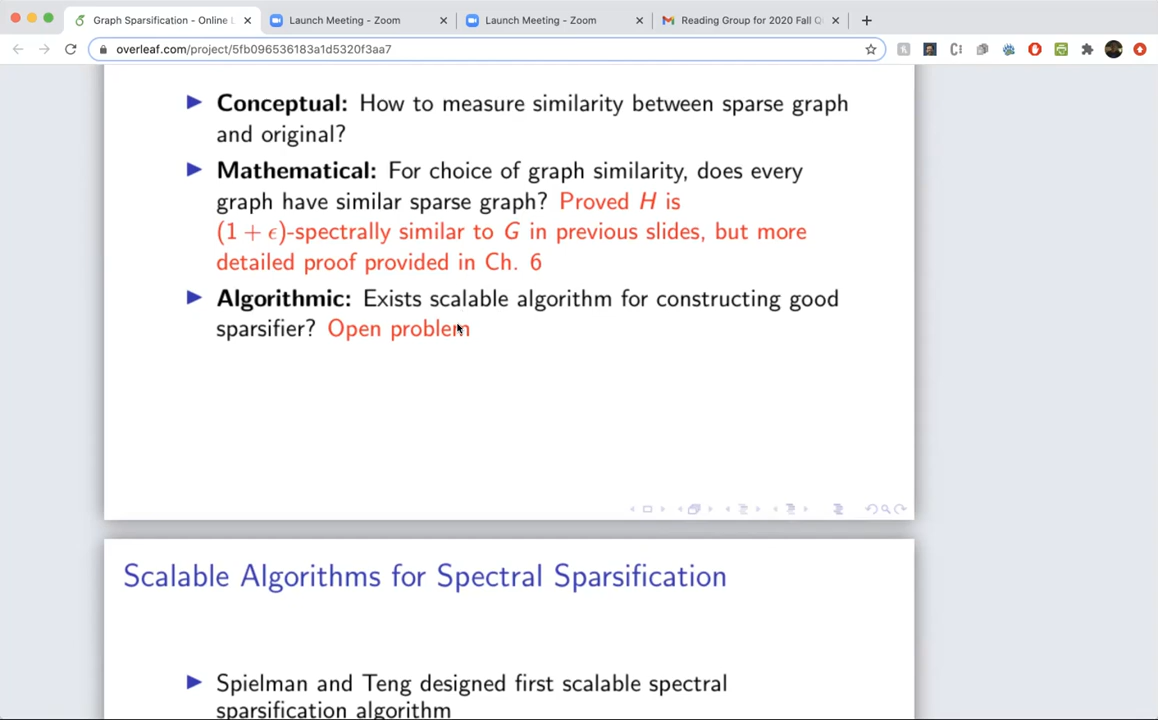 Graph Sparsification - Online L
Launch Meeting - Zoom
Launch Meeting - Zoom
Reading Group for 2020 Fall Q
overleaf.com/project/5fb096536183a1d5320f3aa7
▶ Conceptual: How to measure similarity between sparse graph
and original?
▶ Mathematical: For choice of graph similarity, does every
graph have similar sparse graph? Proved H is
(1 + ϵ)-spectrally similar to G in previous slides, but more
detailed proof provided in Ch. 6
▶ Algorithmic: Exists scalable algorithm for constructing good
sparsifier? Open problem
Scalable Algorithms for Spectral Sparsification
▶ Spielman and Teng designed first scalable spectral
sparsification algorithm